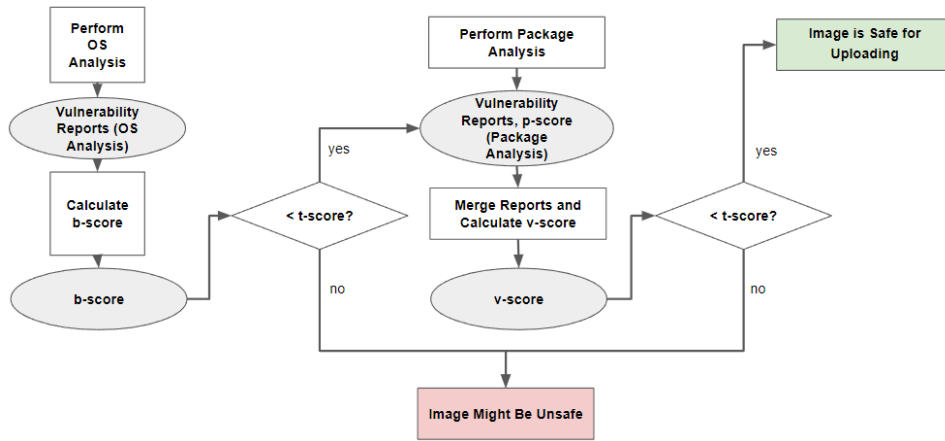 Perform
OS
Analysis
Vulnerability
Reports (OS
Analysis)
Calculate
b-score
b-score
< t-score?
yes
no
Perform Package
Analysis
Vulnerability
Reports, p-score
(Package
Analysis)
Merge Reports and
Calculate v-score
v-score
< t-score?
yes
no
Image is Safe for
Uploading
Image Might Be Unsafe